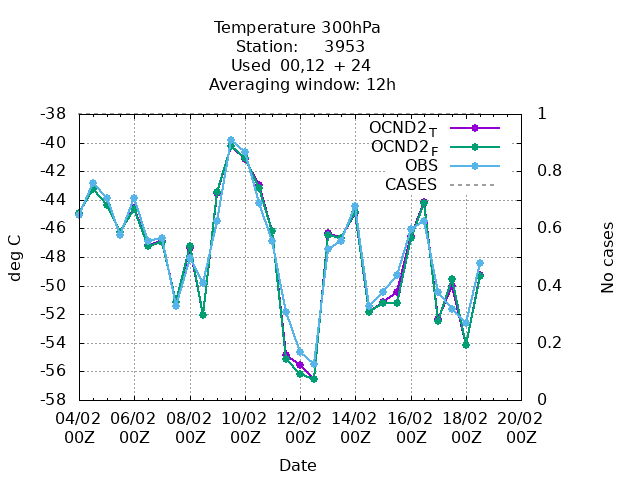 Temperature 300hPa
Station: 3953
Used 00,12 + 24
Averaging window: 12h
-38
-40
-42
-44
-46
-48
-50
-52
-54
-56
-58
1
0.8
0.6
0.4
0.2
0
OCND2T
OCND2F
OBS
CASES
deg C
No cases
04/02 06/02 08/02 10/02 12/02 14/02 16/02 18/02 20/02
00Z 00Z 00Z 00Z 00Z 00Z 00Z 00Z 00Z
Date